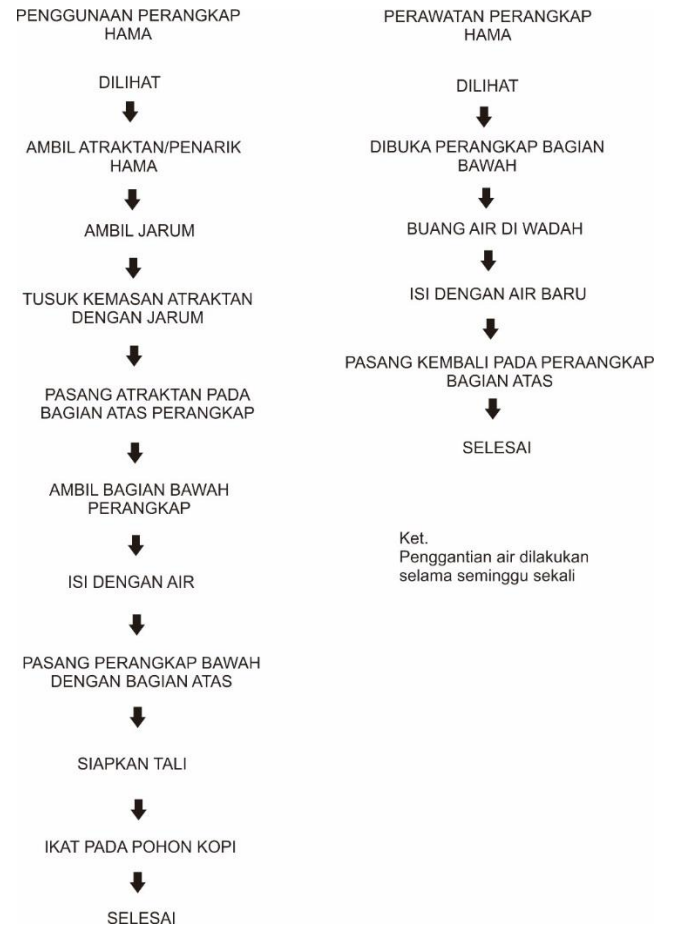 PENGGUNAAN PERANGKAP
HAMA
DILIHAT
AMBIL ATRAKTAN/PENARIK
HAMA
AMBIL JARUM
TUSUK KEMASAN ATRAKTAN
DENGAN JARUM
PASANG ATRAKTAN PADA
BAGIAN ATAS PERANGKAP
AMBIL BAGIAN BAWAH
PERANGKAP
ISI DENGAN AIR
PASANG PERANGKAP BAWAH
DENGAN BAGIAN ATAS
SIAPKAN TALI
IKAT PADA POHON KOPI
SELESAI
PERAWATAN PERANGKAP
HAMA
DILIHAT
DIBUKA PERANGKAP BAGIAN
BAWAH
BUANG AIR DI WADAH
ISI DENGAN AIR BARU
PASANG KEMBALI PADA PERAANGKAP
BAGIAN ATAS
SELESAI
Ket.
Penggantian air dilakukan
selama seminggu sekali